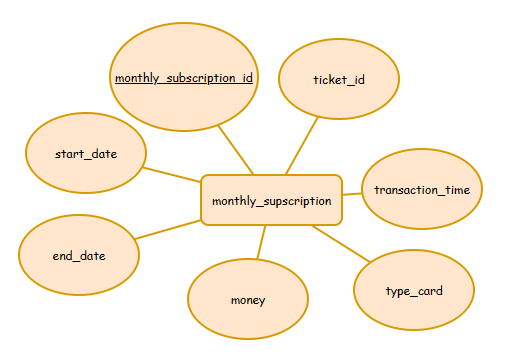 monthly_subscription_id
ticket_id
start_date
transaction_time
monthly_supscription
end_date
type_card
money